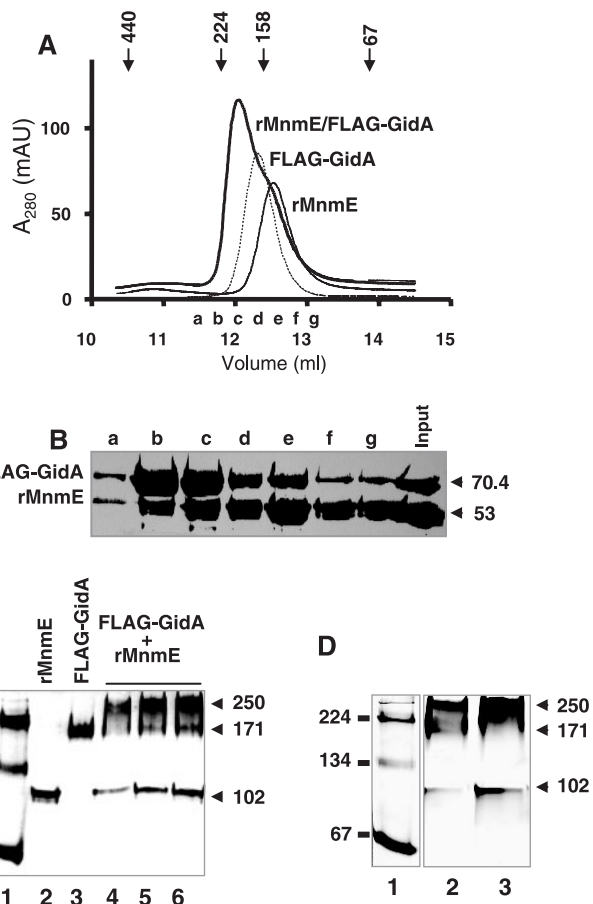 A
440
224
158
67
A280 (mAU)
100
50
0
rMnmE/FLAG-GidA
FLAG-GidA
rMnmE
a b c d e f g
10 11 12 13 14 15
Volume (ml)
B
a b c d e f g Input
AG-GidA
rMnmE
70.4
53
rMnmE
FLAG-GidA
FLAG-GidA
+
rMnmE
250
171
102
1 2 3 4 5 6
D
224
134
67
250
171
102
1 2 3